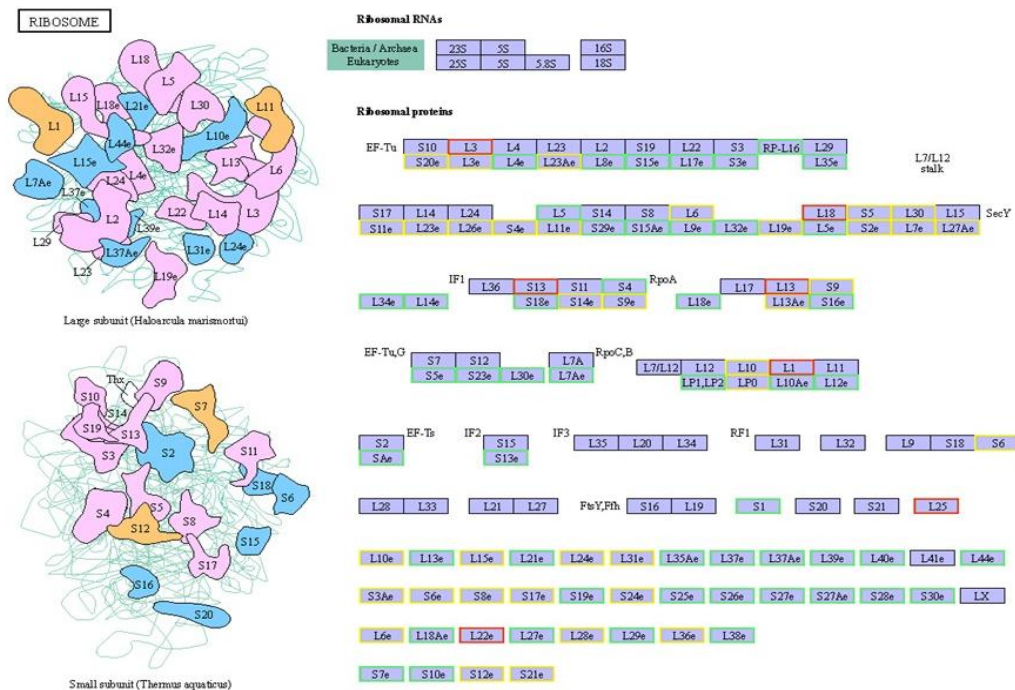 RIBOSOME
L18
L5
L15
L18e
L21e
L30
L11
L1
L44e
L10e
L32e
L15e
L13
L6
L7Ae
L24
L4e
L37e
L2
L22
L14
L3
L39e
L29
L37Ae
L31e
L24e
L23
L19e
Large subunit (Haloarcula marismortui)
Thx
S9
S10
S14
S7
S19
S13
S3
S2
S11
S18
S6
S4
S5
S8
S12
S15
S17
S16
S20
Small subunit (Thermus aquaticus)
Ribosomal RNAs
Bacteria / Archaea 23S 5S 16S
Eukaryotes 25S 5S 5.8S 18S
Ribosomal proteins
EF-Tu S10 L3 L4 L23 L2 S19 L22 S3 RP-L16 L29
S20e L3e L4e L23Ae L8e S15e L17e S3e L35e
L7/L12
stalk
S17 L14 L24 L5 S14 S8 L6 L18 S5 L30 L15 SecY
S11e L23e L26e S4e L11e S29e S15Ae L9e L32e L19e L5e S2e L7e L27Ae
IF1 L36 S13 S11 S4 RpoA L17 L13 S9
L34e L14e S18e S14e S9e L18e L13Ae S16e
EF-Tu,G S7 S12 L7A RpoC,B L7/L12 L12 L10 L1 L11
S5e S23e L30e L7Ae LP1,LP2 LP0 L10Ae L12e
S2 EF-Ts IF2 S15 IF3 L35 L20 L34 RF1 L31 L32 L9 S18 S6
SAe S13e
L28 L33 L21 L27 FtsY,Ffh S16 L19 S1 S20 S21 L25
L10e L13e L15e L21e L24e L31e L35Ae L37e L37Ae L39e L40e L41e L44e
S3Ae S6e S8e S17e S19e S24e S25e S26e S27e S27Ae S28e S30e LX
L6e L18Ae L22e L27e L28e L29e L36e L38e
S7e S10e S12e S21e